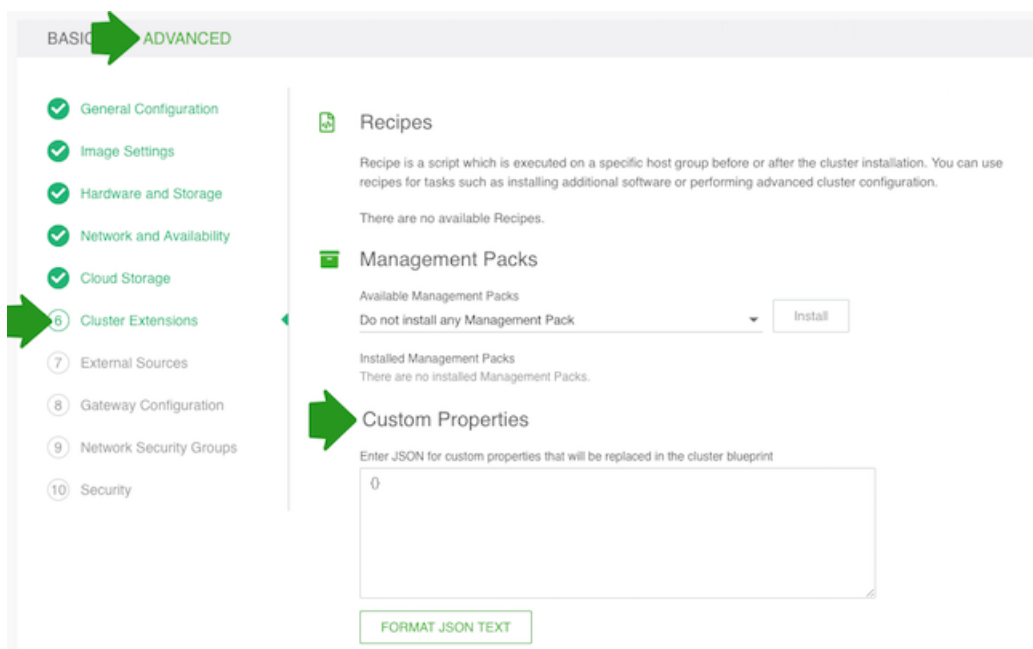 BASIC
ADVANCED
General Configuration
Image Settings
Hardware and Storage
Network and Availability
Cloud Storage
6 Cluster Extensions
7 External Sources
8 Gateway Configuration
9 Network Security Groups
10 Security
Recipes
Recipe is a script which is executed on a specific host group before or after the cluster installation. You can use
recipes for tasks such as installing additional software or performing advanced cluster configuration.
There are no available Recipes.
Management Packs
Available Management Packs
Do not install any Management Pack
Install
Installed Management Packs
There are no installed Management Packs.
Custom Properties
Enter JSON for custom properties that will be replaced in the cluster blueprint
{}
FORMAT JSON TEXT